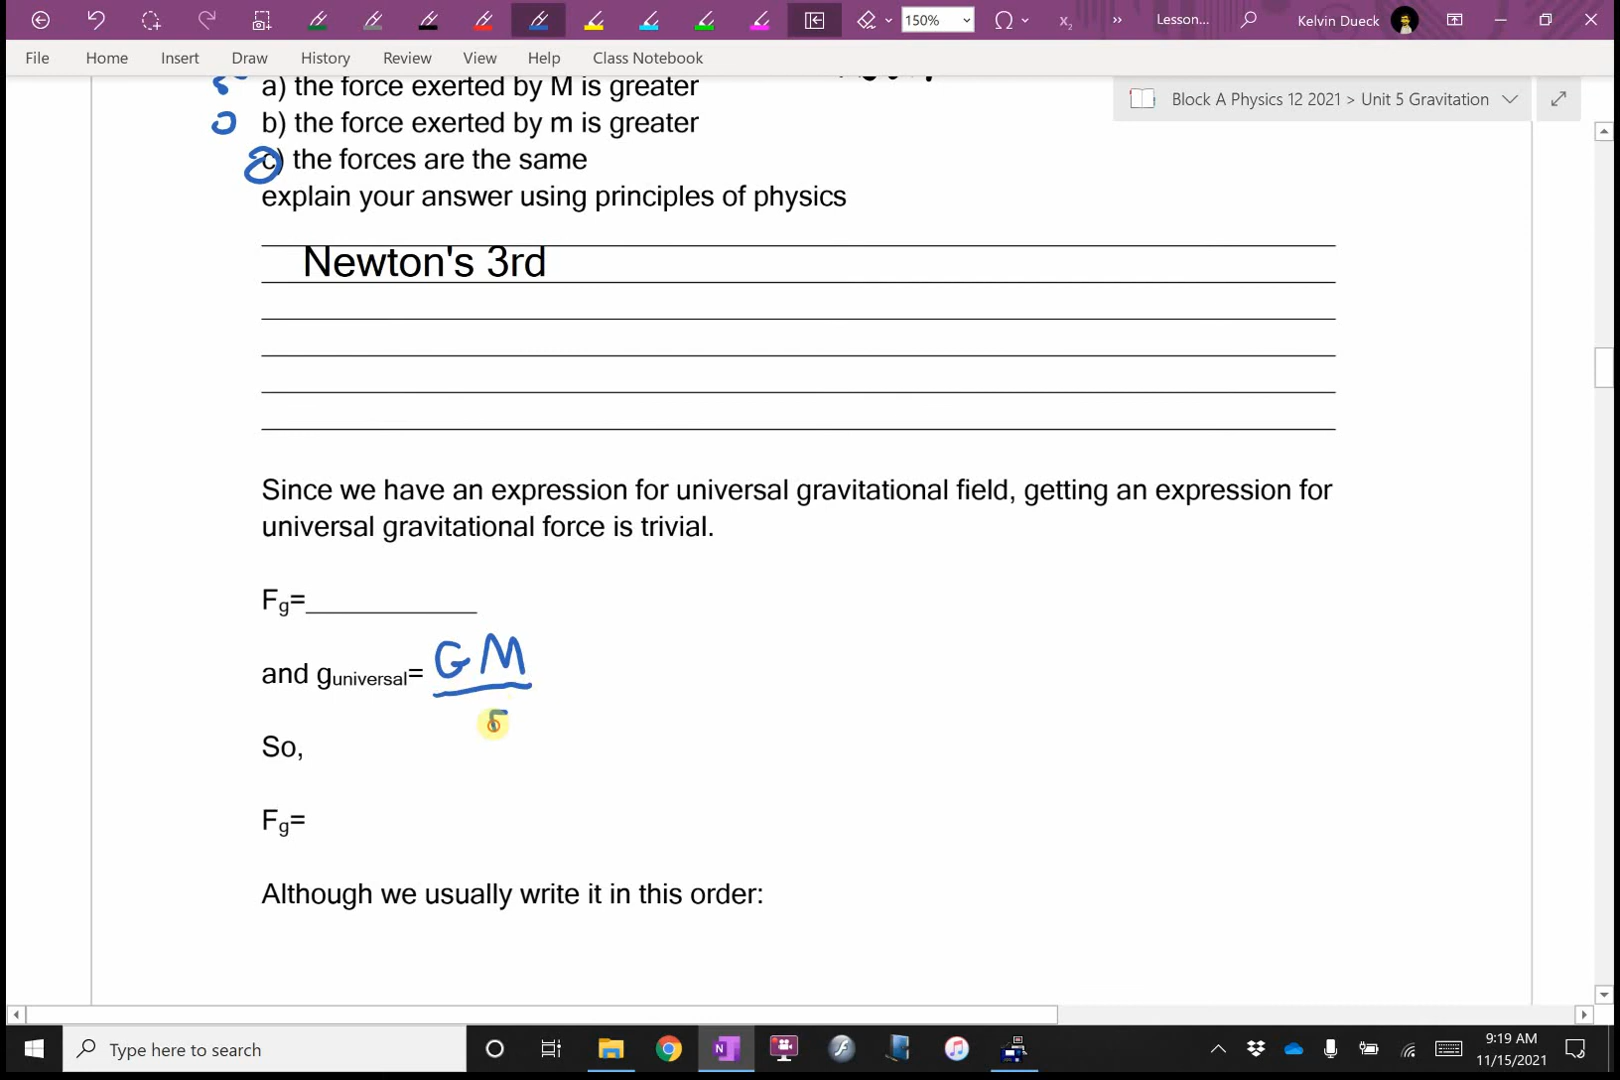 150%
Ω
x₂
»
Lesson...
Kelvin Dueck
File
Home
Insert
Draw
History
Review
View
Help
Class Notebook
Block A Physics 12 2021 > Unit 5 Gravitation
a) the force exerted by M is greater
b) the force exerted by m is greater
c) the forces are the same
explain your answer using principles of physics
Newton's 3rd
Since we have an expression for universal gravitational field, getting an expression for
universal gravitational force is trivial.
Fg=____________
and guniversal= GM
r
So,
Fg=
Although we usually write it in this order:
Type here to search
9:19 AM
11/15/2021